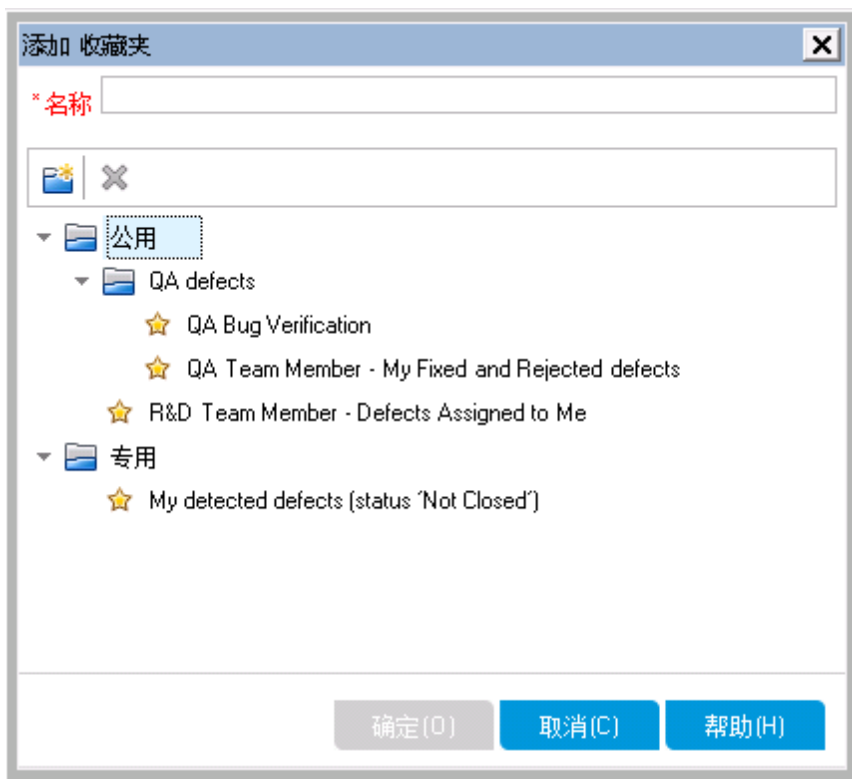 添加 收藏夹
*名称
公用
QA defects
QA Bug Verification
QA Team Member - My Fixed and Rejected defects
R&D Team Member - Defects Assigned to Me
专用
My detected defects (status ´Not Closed´)
确定(O) 取消(C) 帮助(H)